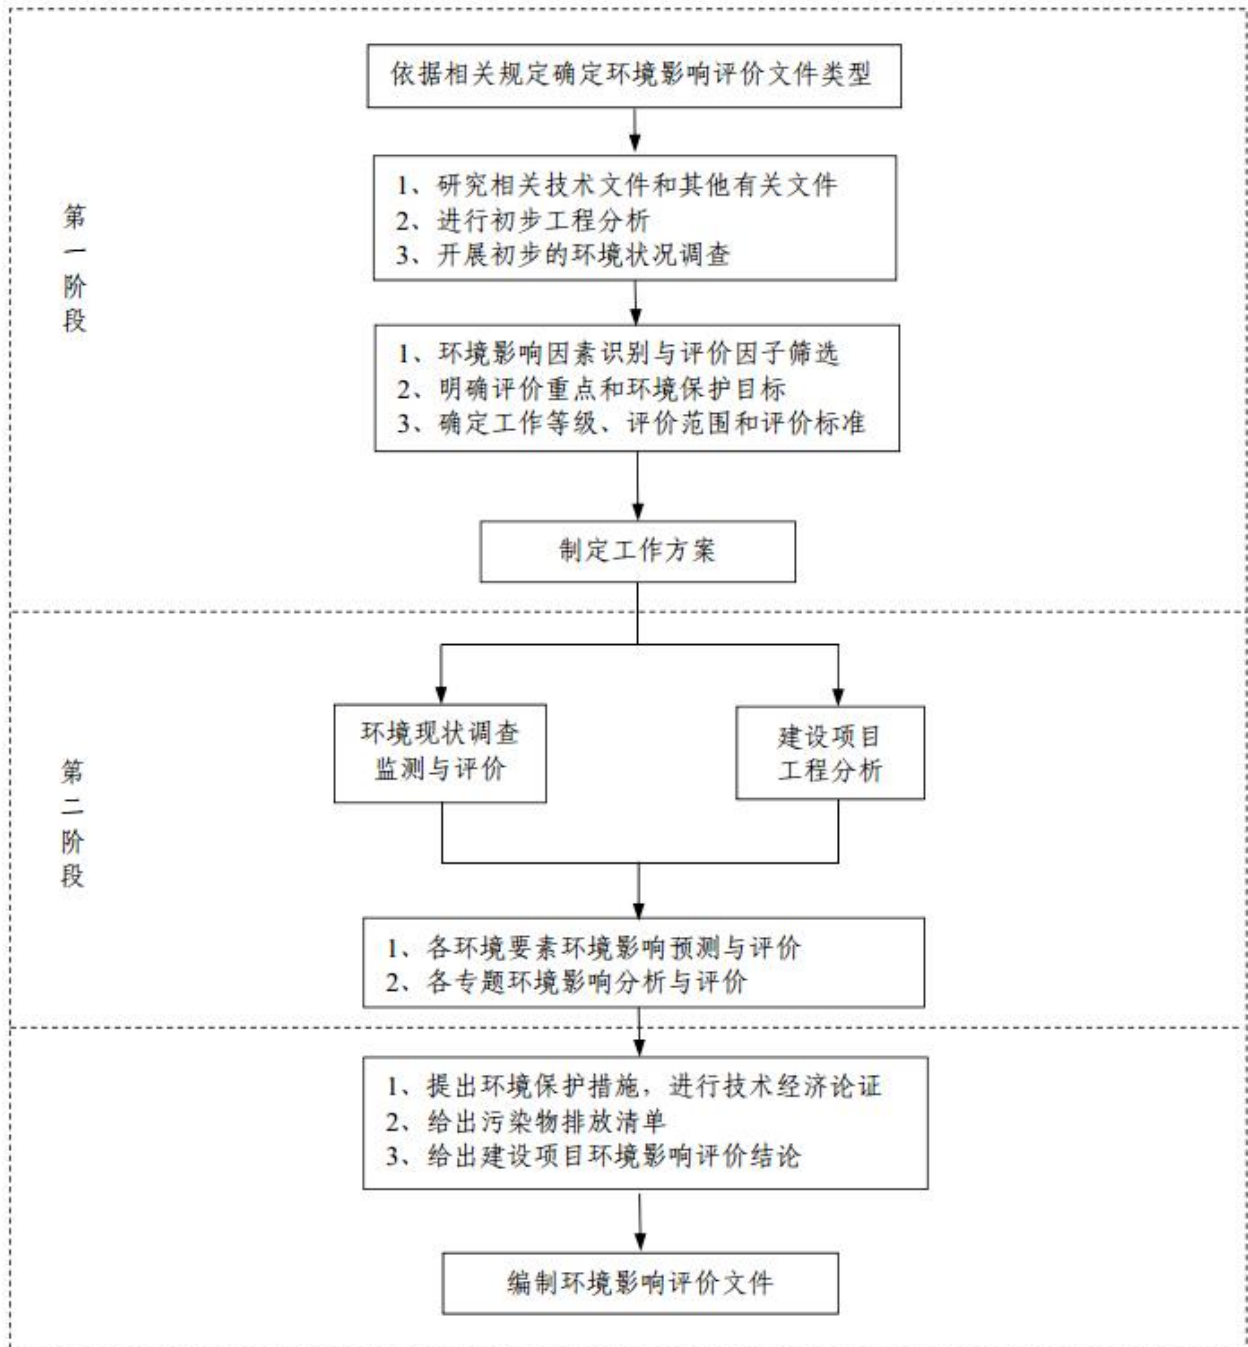 依据相关规定确定环境影响评价文件类型
1、研究相关技术文件和其他有关文件
2、进行初步工程分析
3、开展初步的环境状况调查
第一阶段
1、环境影响因素识别与评价因子筛选
2、明确评价重点和环境保护目标
3、确定工作等级、评价范围和评价标准
制定工作方案
环境现状调查
监测与评价
建设项目
工程分析
第二阶段
1、各环境要素环境影响预测与评价
2、各专题环境影响分析与评价
1、提出环境保护措施，进行技术经济论证
2、给出污染物排放清单
3、给出建设项目环境影响评价结论
编制环境影响评价文件